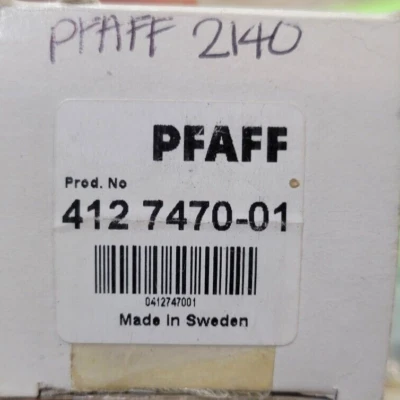 PFAFF 2140
PFAFF
Prod. No
412 7470-01
0412747001
Made in Sweden